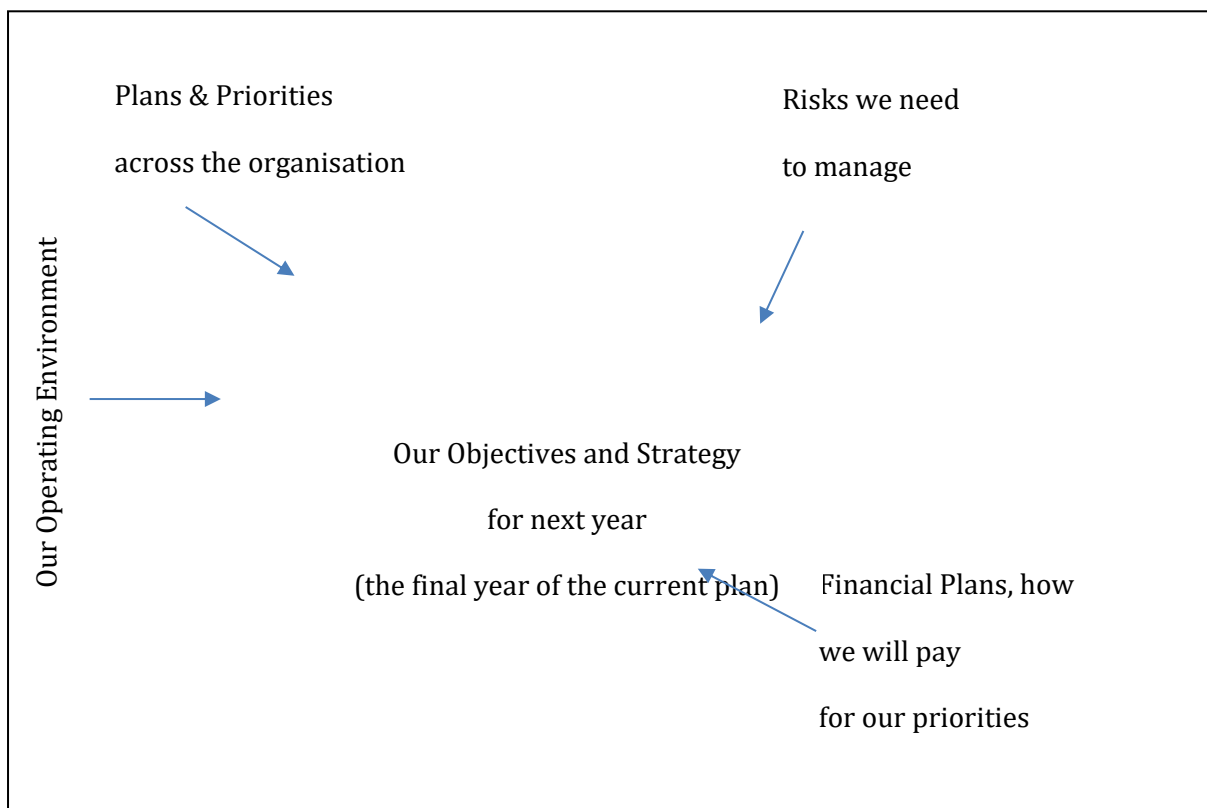 Plans & Priorities
across the organisation
Risks we need
to manage
Our Operating Environment
Our Objectives and Strategy
for next year
(the final year of the current plan)
Financial Plans, how
we will pay
for our priorities